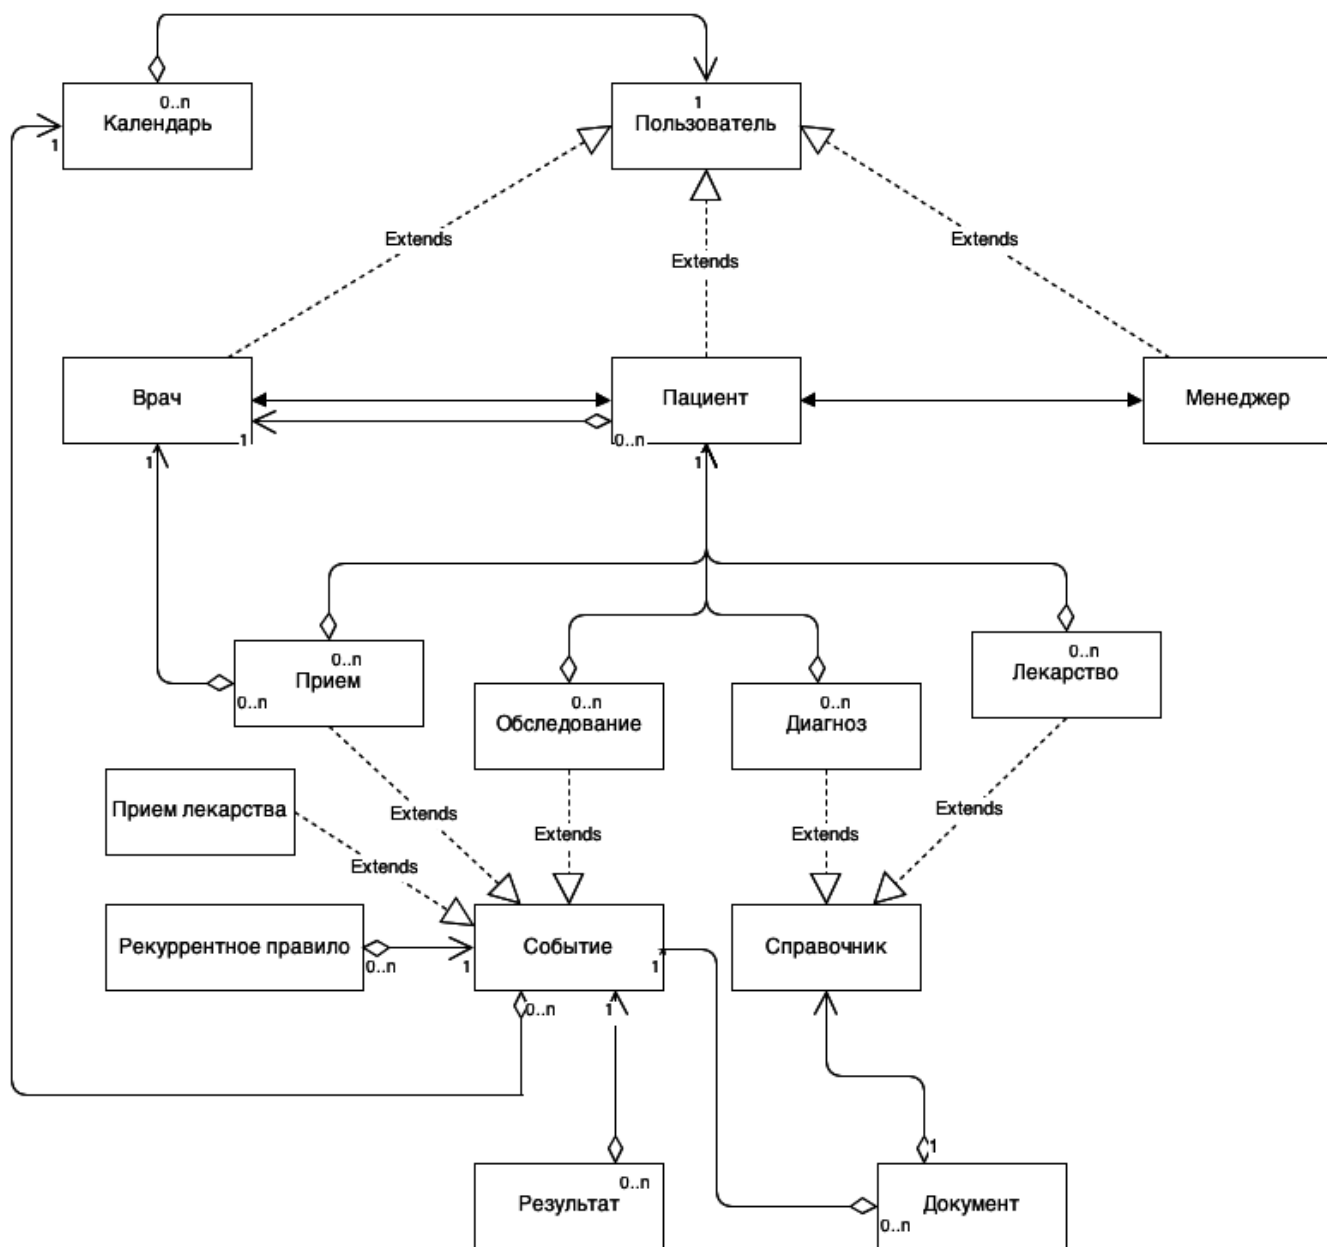 0..n
Календарь
1
1
Пользователь
Extends
Extends
Extends
Врач
1
1
Пациент
0..n
1
Менеджер
0..n
Прием
0..n
0..n
Обследование
0..n
Диагноз
0..n
Лекарство
Прием лекарства
Extends
Extends
Extends
Extends
Extends
Рекуррентное правило
0..n
1
Событие
1
0..n
1
Справочник
0..n
Результат
1
Документ
0..n